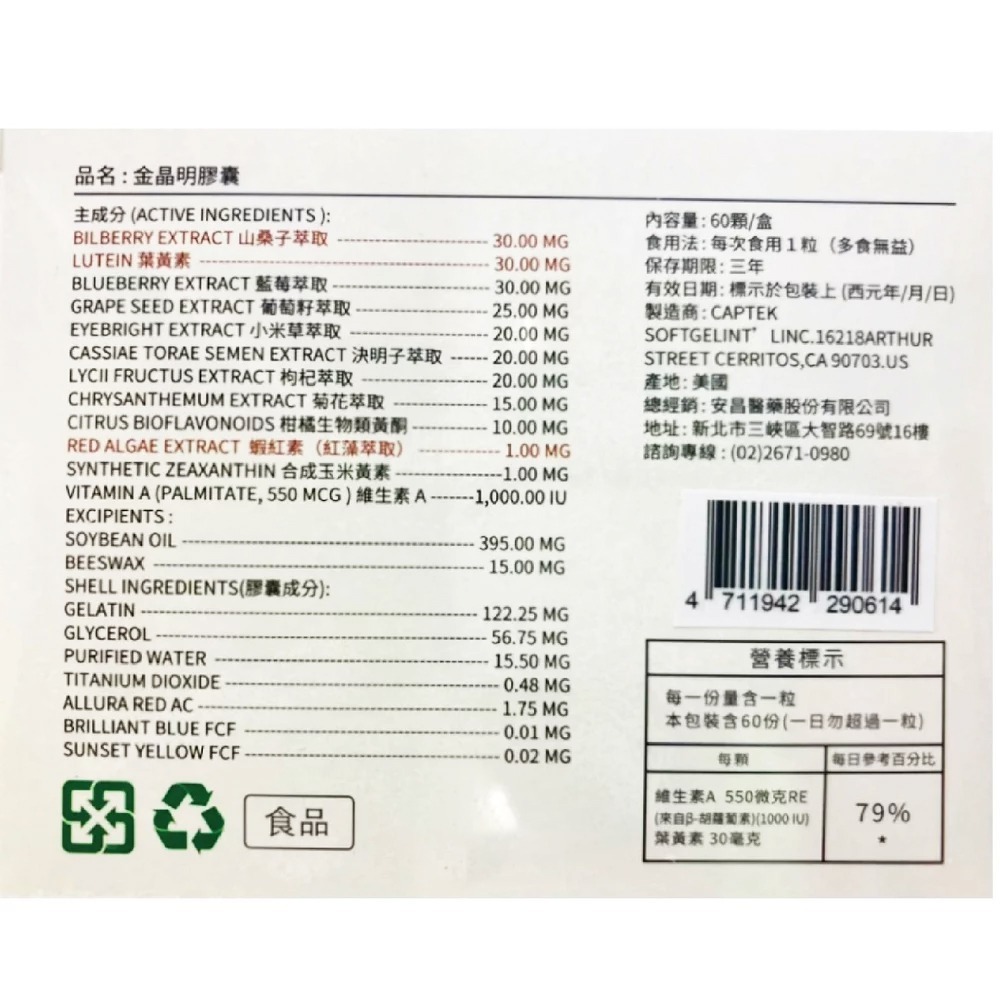 品名：金晶明膠囊
主成分 (ACTIVE INGREDIENTS ):
BILBERRY EXTRACT 山桑子萃取 ---------------- 30.00 MG
LUTEIN 葉黃素 ---------------- 30.00 MG
BLUEBERRY EXTRACT 藍莓萃取 ---------------- 30.00 MG
GRAPE SEED EXTRACT 葡萄籽萃取 ---------------- 25.00 MG
EYEBRIGHT EXTRACT 小米草萃取 ---------------- 20.00 MG
CASSIAE TORAE SEMEN EXTRACT 決明子萃取 ------ 20.00 MG
LYCII FRUCTUS EXTRACT 枸杞萃取 ---------------- 20.00 MG
CHRYSANTHEMUM EXTRACT 菊花萃取 ------------ 15.00 MG
CITRUS BIOFLAVONOIDS 柑橘生物類黃酮 ---------- 10.00 MG
RED ALGAE EXTRACT 蝦紅素（紅藻萃取） ---------- 1.00 MG
SYNTHETIC ZEAXANTHIN 合成玉米黃素 ------------ 1.00 MG
VITAMIN A (PALMITATE, 550 MCG ) 維生素 A ------1,000.00 IU
EXCIPIENTS :
SOYBEAN OIL ---------------- 395.00 MG
BEESWAX ---------------- 15.00 MG
SHELL INGREDIENTS(膠囊成分):
GELATIN ---------------- 122.25 MG
GLYCEROL ---------------- 56.75 MG
PURIFIED WATER ---------------- 15.50 MG
TITANIUM DIOXIDE ---------------- 0.48 MG
ALLURA RED AC ---------------- 1.75 MG
BRILLIANT BLUE FCF ---------------- 0.01 MG
SUNSET YELLOW FCF ---------------- 0.02 MG
食品
內容量：60顆/盒
食用法：每次食用 1 粒（多食無益）
保存期限：三年
有效日期：標示於包裝上 (西元年/月/日)
製造商：CAPTEK
SOFTGELINT’ LINC.16218ARTHUR
STREET CERRITOS,CA 90703.US
產地：美國
總經銷：安昌醫藥股份有限公司
地址：新北市三峽區大智路69號16樓
諮詢專線：(02)2671-0980
4 711942 290614
營養標示
每一份量含一粒
本包裝含60份(一日勿超過一粒)
每顆 每日參考百分比
維生素A 550微克RE 79%
(來自β-胡蘿蔔素)(1000 IU)
葉黃素 30毫克 *